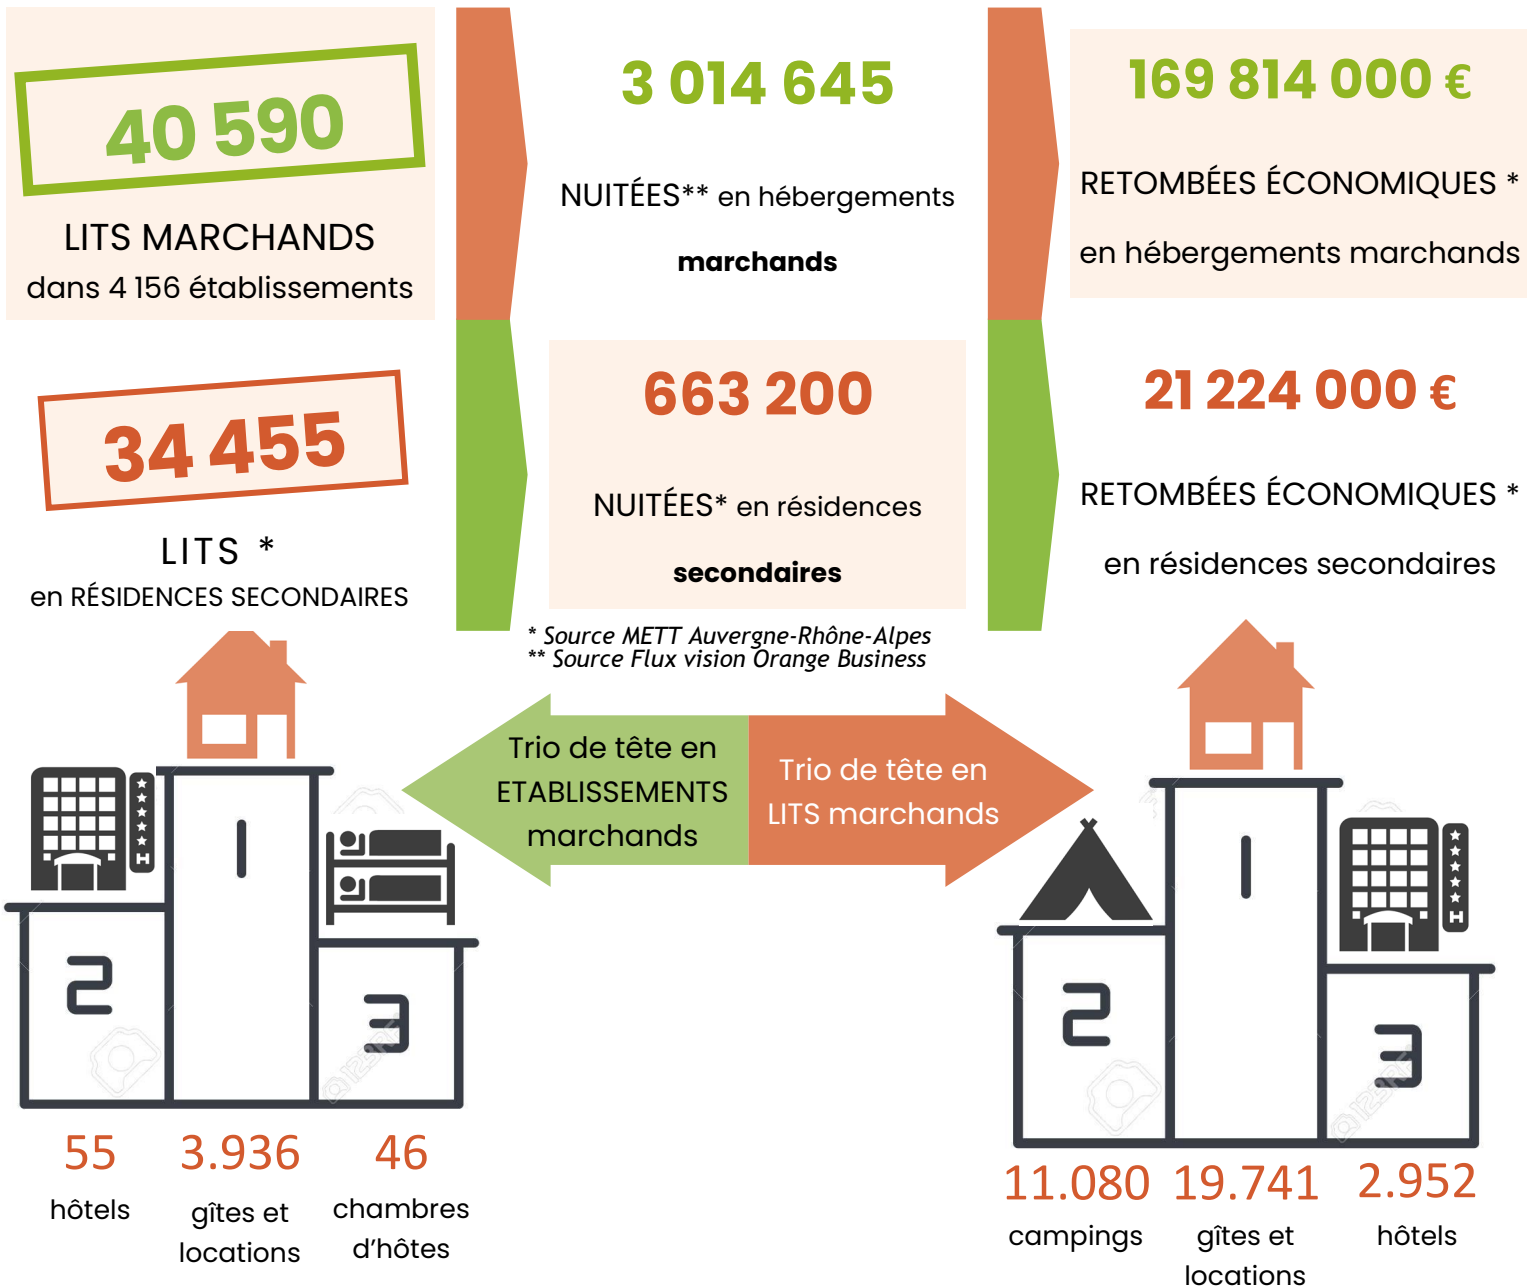 40 590
LITS MARCHANDS
dans 4 156 établissements
3 014 645
NUITÉES** en hébergements
marchands
169 814 000 €
RETOMBÉES ÉCONOMIQUES *
en hébergements marchands
34 455
LITS *
en RÉSIDENCES SECONDAIRES
663 200
NUITÉES* en résidences
secondaires
21 224 000 €
RETOMBÉES ÉCONOMIQUES *
en résidences secondaires
* Source METT Auvergne-Rhône-Alpes
** Source Flux vision Orange Business
Trio de tête en
ETABLISSEMENTS
marchands
Trio de tête en
LITS marchands
H
1
2
3
55
hôtels
3.936
gîtes et
locations
46
chambres
d'hôtes
H
1
2
3
11.080
campings
19.741
gîtes et
locations
2.952
hôtels